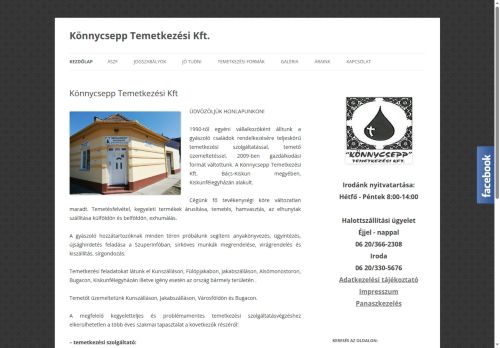 Könnycsepp Temetkezési Kft.
KEZDŐLAP ÁSZF JOGSZABÁLYOK JÓ TUDNI TEMETKEZÉSI FORMÁK GALÉRIA ÁRAINK KAPCSOLAT
Könnycsepp Temetkezési Kft
ÜDVÖZÖLJÜK HONLAPUNKON!
1990-től egyéni vállalkozóként álltunk a
gyászoló családok rendelkezésére teljeskörű
temetkezési szolgáltatással, temető
üzemeltetéssel, 2009-ben gazdálkodási
formát váltottunk. A Könnycsepp Temetkezési
Kft. Bács-Kiskun megyében,
Kiskunfélegyházán alakult.
Cégünk fő tevékenységi köre változatlan
maradt. Temetésfelvétel, kegyeleti termékek árusítása, temetés, hamvasztás, az elhunytak
szállítása külföldön és belföldön, exhumálás.
A gyászoló hozzátartozóknak minden téren próbálunk segíteni anyakönyvezés, ügyintézés,
újsághirdetés feladása a Szuperinfóban, sírköves munkák megrendelése, virágrendelés és
kiszállítás, sírgondozás.
Temetkezési feladatokat látunk el Kunszálláson, Fülöpjakabon, Jakabszálláson, Alsómonostoron,
Bugacon, Kiskunfélegyházán illetve igény esetén az ország bármely területén .
Temetőt üzemeltetünk Kunszálláson, Jakabszálláson, Városföldön és Bugacon.
A megfelelő kegyeletteljes és problémamentes temetkezési szolgáltatásvégzéshez
elkerülhetetlen a több éves szakmai tapasztalat a következők részéről:
– temetkezési szolgáltató:
"KÖNNYCSEPP"
TEMETKEZÉSI KFT.
Irodánk nyitvatartása:
Hétfő - Péntek 8:00-14:00
Halottszállítási ügyelet
Éjjel - nappal
06 20/366-2308
Iroda
06 20/330-5676
Adatkezelési tájékoztató
Impresszum
Panaszkezelés
KERESÉS AZ OLDALON:
facebook